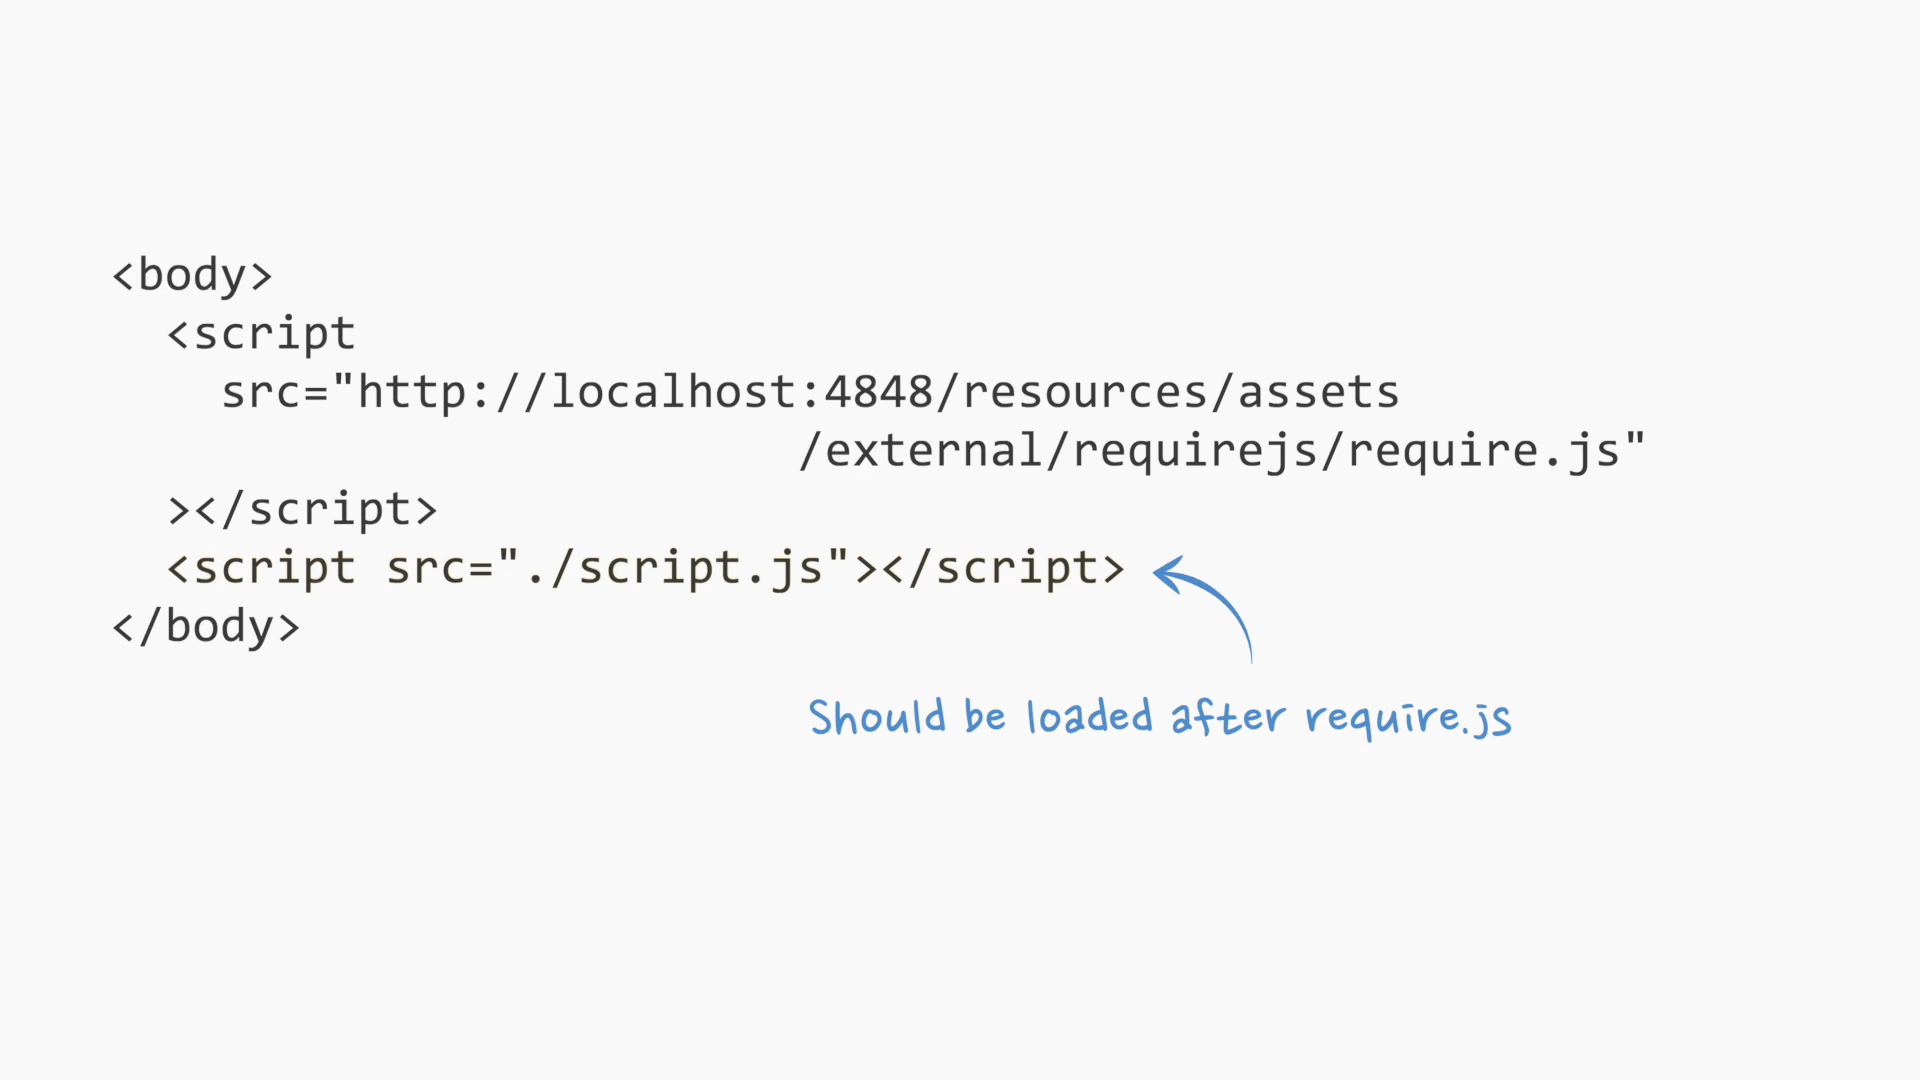 <body>
<script
src="http://localhost:4848/resources/assets
/external/requirejs/require.js"
></script>
<script src="./script.js"></script>
</body>
Should be loaded after require.js